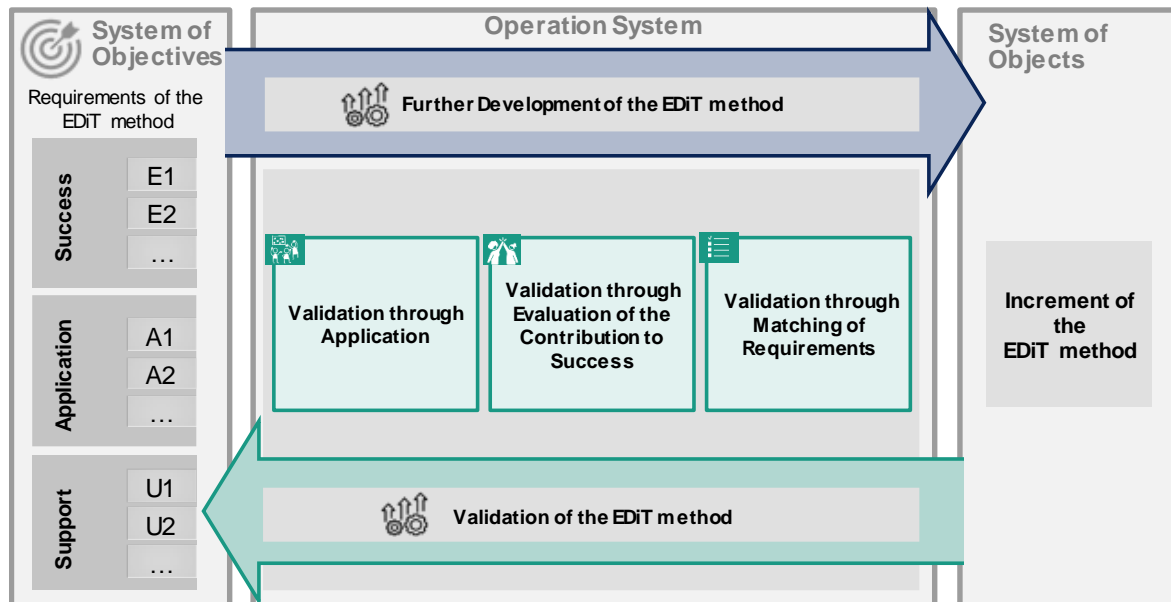 System of
Objectives
Requirements of the
EDiT method
Success
E1
E2
…
Application
A1
A2
…
Support
U1
U2
…
Operation System
Further Development of the EDiT method
Validation through
Application
Validation through
Evaluation of the
Contribution to
Success
Validation through
Matching of
Requirements
Validation of the EDiT method
System of
Objects
Increment of
the
EDiT method